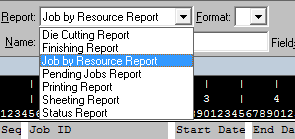 Report: Job by Resource Report Format:
Name: Die Cutting Report Field
Finishing Report
Job by Resource Report
Pending Jobs Report
Printing Report
3 4
Sheeting Report
Status Report
Seq Job ID Start Date End Da